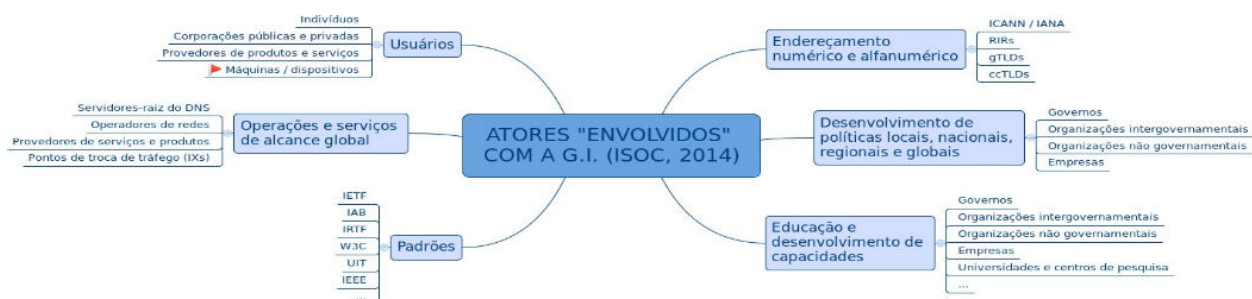 ATORES "ENVOLVIDOS"
COM A G.I. (ISOC, 2014)
Usuários
Indivíduos
Corporações públicas e privadas
Provedores de produtos e serviços
Máquinas / dispositivos
Operações e serviços
de alcance global
Servidores-raiz do DNS
Operadores de redes
Provedores de serviços e produtos
Pontos de troca de tráfego (IXs)
Padrões
IETF
IAB
IRTF
W3C
UIT
IEEE
...
Endereçamento
numérico e alfanumérico
ICANN / IANA
RIRs
gTLDs
ccTLDs
Desenvolvimento de
políticas locais, nacionais,
regionais e globais
Governos
Organizações intergovernamentais
Organizações não governamentais
Empresas
Educação e
desenvolvimento de
capacidades
Governos
Organizações intergovernamentais
Organizações não governamentais
Empresas
Universidades e centros de pesquisa
...